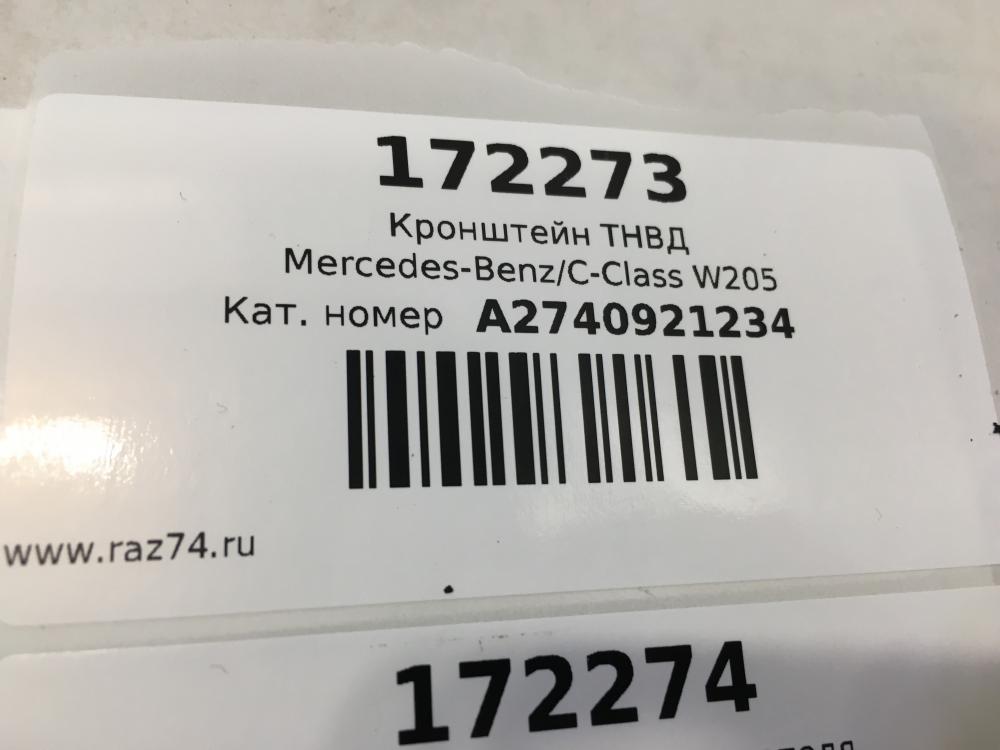 172273
Кронштейн ТНВД
Mercedes-Benz/C-Class W205
Кат. номер A2740921234
www.raz74.ru
172274